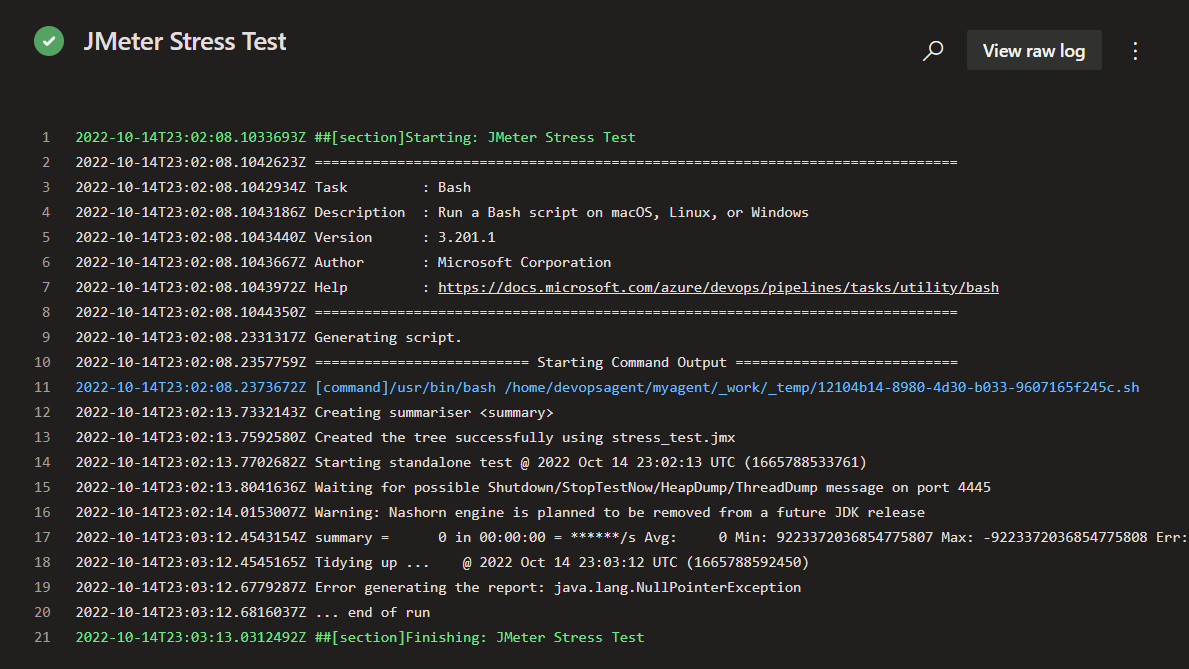 JMeter Stress Test
View raw log
1 2022-10-14T23:02:08.1033693Z ##[section]Starting: JMeter Stress Test
2 2022-10-14T23:02:08.1042623Z ==============================================================================
3 2022-10-14T23:02:08.1042934Z Task         : Bash
4 2022-10-14T23:02:08.1043186Z Description  : Run a Bash script on macOS, Linux, or Windows
5 2022-10-14T23:02:08.1043440Z Version      : 3.201.1
6 2022-10-14T23:02:08.1043667Z Author       : Microsoft Corporation
7 2022-10-14T23:02:08.1043972Z Help         : https://docs.microsoft.com/azure/devops/pipelines/tasks/utility/bash
8 2022-10-14T23:02:08.1044350Z ==============================================================================
9 2022-10-14T23:02:08.2331317Z Generating script.
10 2022-10-14T23:02:08.2357759Z ========================== Starting Command Output ===========================
11 2022-10-14T23:02:08.2373672Z [command]/usr/bin/bash /home/devopsagent/myagent/_work/_temp/12104b14-8980-4d30-b033-9607165f245c.sh
12 2022-10-14T23:02:13.7332143Z Creating summariser <summary>
13 2022-10-14T23:02:13.7592580Z Created the tree successfully using stress_test.jmx
14 2022-10-14T23:02:13.7702682Z Starting standalone test @ 2022 Oct 14 23:02:13 UTC (1665788533761)
15 2022-10-14T23:02:13.8041636Z Waiting for possible Shutdown/StopTestNow/HeapDump/ThreadDump message on port 4445
16 2022-10-14T23:02:14.0153007Z Warning: Nashorn engine is planned to be removed from a future JDK release
17 2022-10-14T23:03:12.4543154Z summary =      0 in 00:00:00 = ******/s Avg:     0 Min: 9223372036854775807 Max: -9223372036854775808 Err:
18 2022-10-14T23:03:12.4545165Z Tidying up ...    @ 2022 Oct 14 23:03:12 UTC (1665788592450)
19 2022-10-14T23:03:12.6779287Z Error generating the report: java.lang.NullPointerException
20 2022-10-14T23:03:12.6816037Z ... end of run
21 2022-10-14T23:03:13.0312492Z ##[section]Finishing: JMeter Stress Test